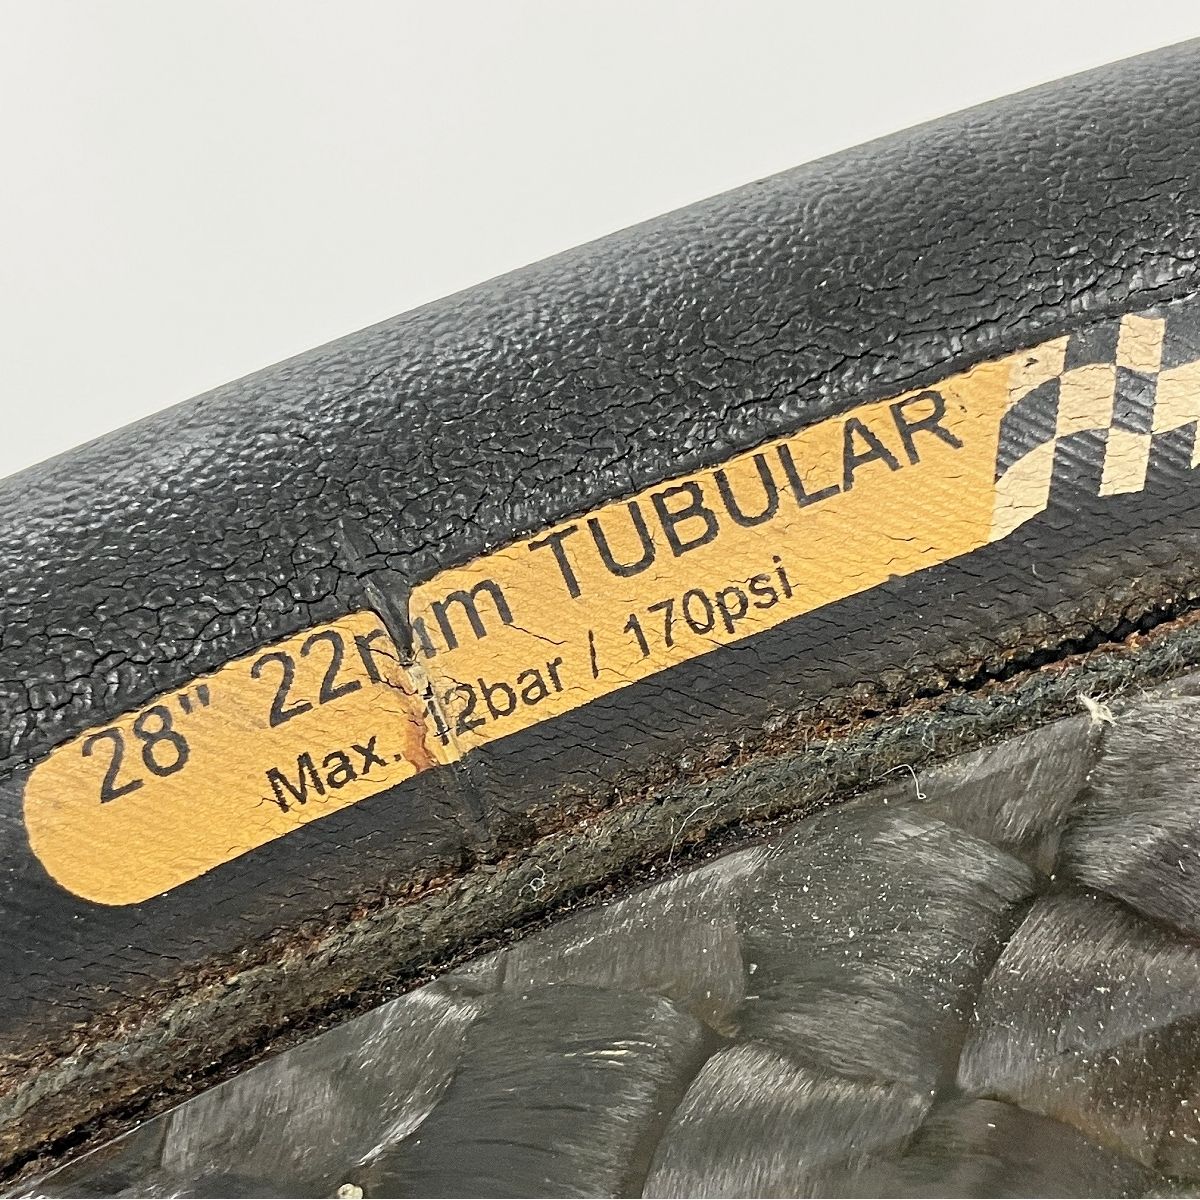 28" 22mm TUBULAR
Max. 12bar / 170psi